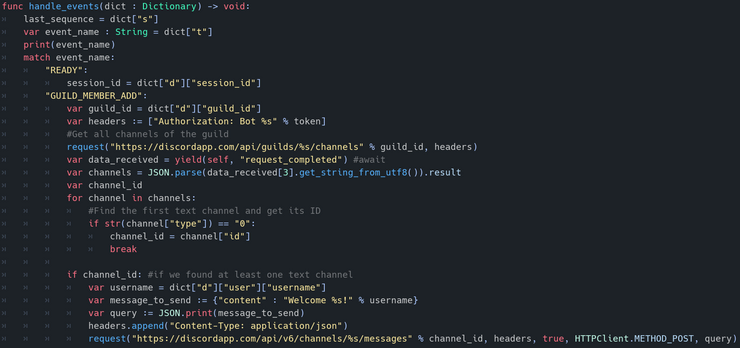 func handle_events(dict : Dictionary) -> void:
last_sequence = dict["s"]
var event_name : String = dict["t"]
print(event_name)
match event_name:
"READY":
session_id = dict["d"]["session_id"]
"GUILD_MEMBER_ADD":
var guild_id = dict["d"]["guild_id"]
var headers := ["Authorization: Bot %s" % token]
#Get all channels of the guild
request("https://discordapp.com/api/guilds/%s/channels" % guild_id, headers)
var data_received = yield(self, "request_completed") #await
var channels = JSON.parse(data_received[3].get_string_from_utf8()).result
var channel_id
for channel in channels:
#Find the first text channel and get its ID
if str(channel["type"]) == "0":
channel_id = channel["id"]
break
if channel_id: #if we found at least one text channel
var username = dict["d"]["user"]["username"]
var message_to_send := {"content" : "Welcome %s!" % username}
var query := JSON.print(message_to_send)
headers.append("Content-Type: application/json")
request("https://discordapp.com/api/v6/channels/%s/messages" % channel_id, headers, true, HTTPClient.METHOD_POST, query)